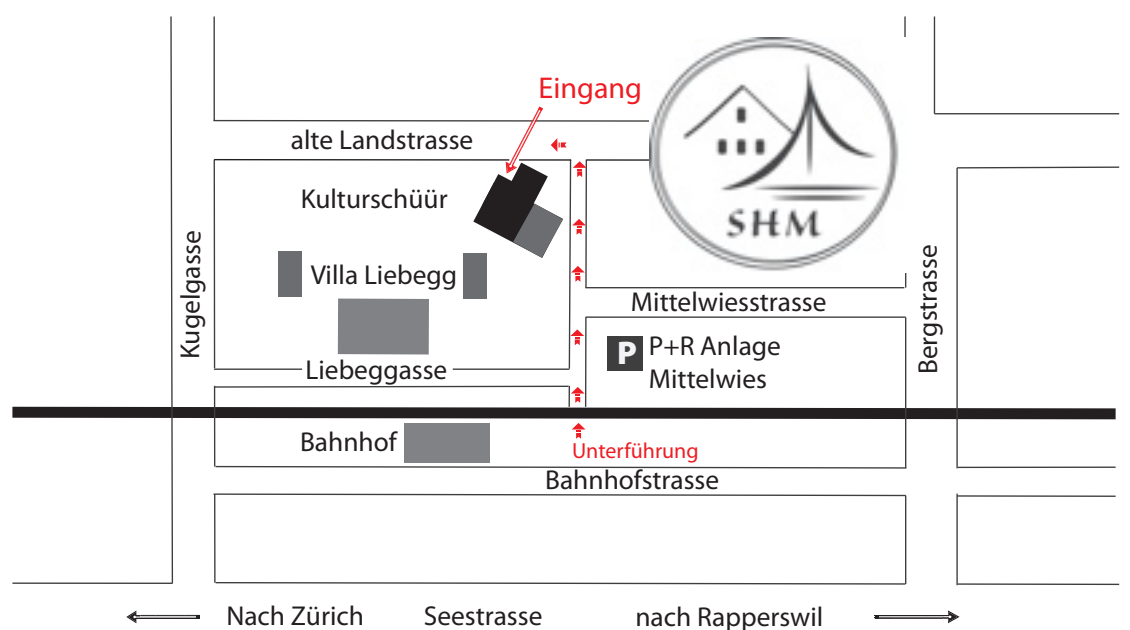 Eingang
alte Landstrasse
Kulturschüür
SHM
Villa Liebegg
Kugelgasse
Mittelwiesstrasse
Bergstrasse
P P+R Anlage
Mittelwies
Liebeggasse
Bahnhof
Unterführung
Bahnhofstrasse
Nach Zürich Seestrasse nach Rapperswil